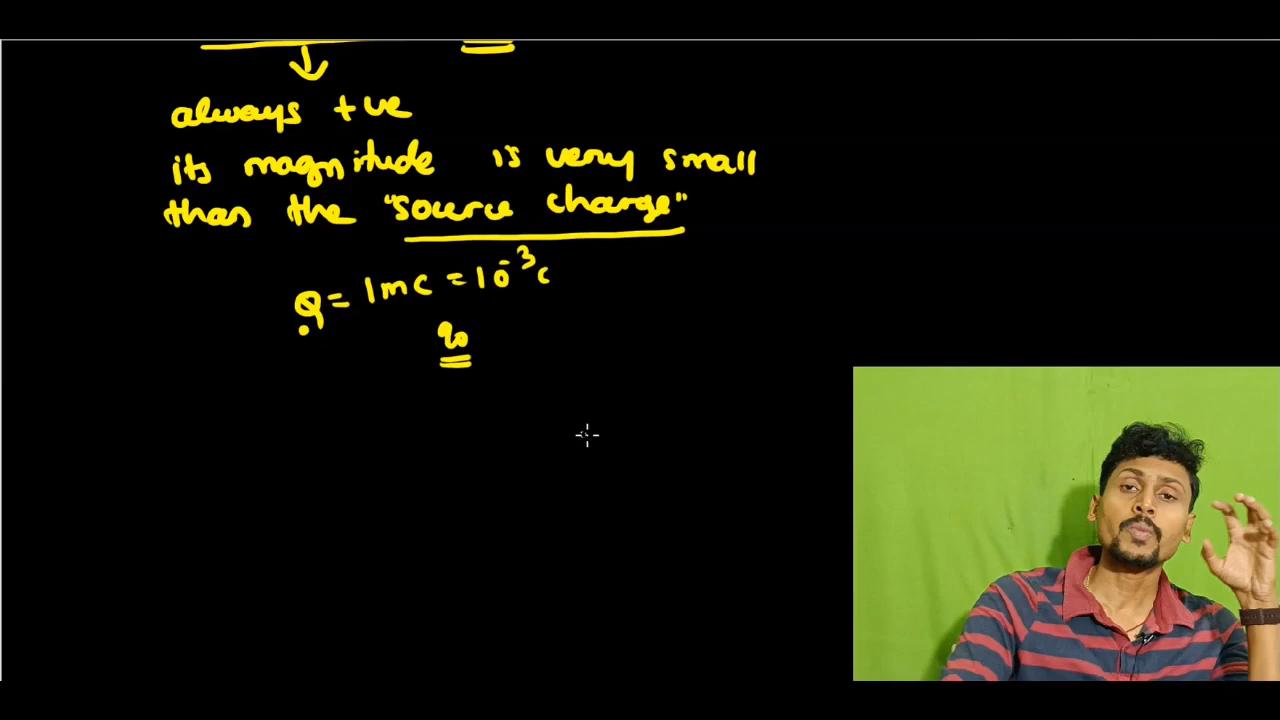 always +ve
its magnitude is very small
than the "source charge"
Q = 1mc = 10⁻³c
q₀